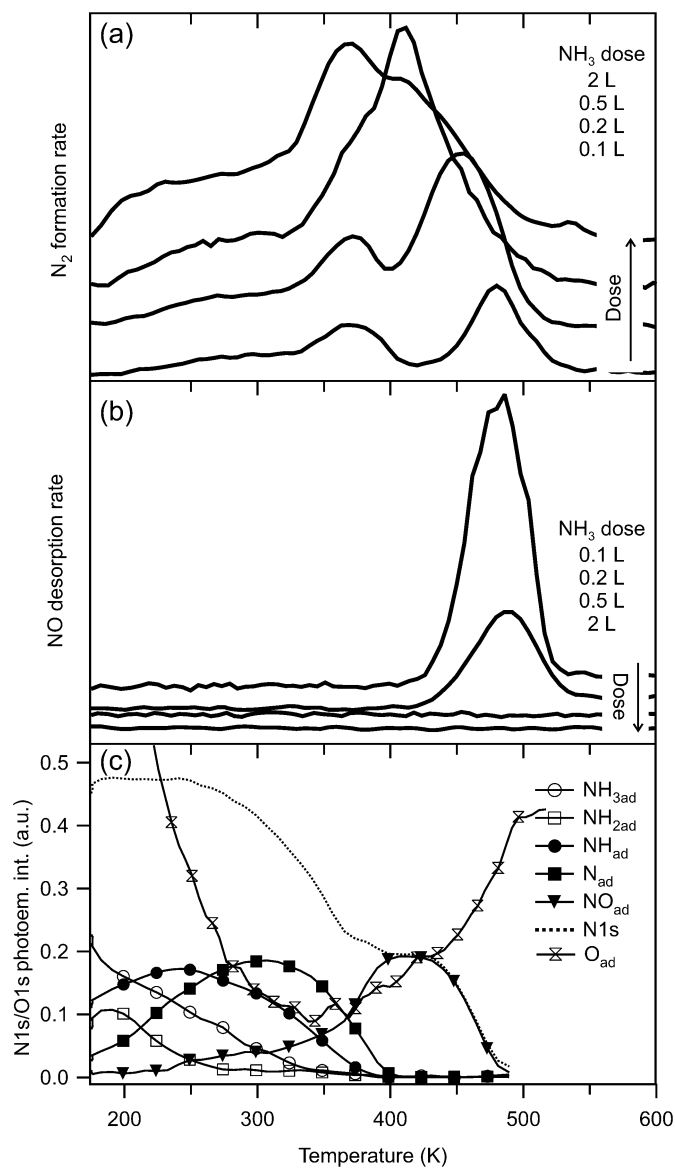 (a)
NH3 dose
2 L
0.5 L
0.2 L
0.1 L
N2 formation rate
Dose
(b)
NH3 dose
0.1 L
0.2 L
0.5 L
2 L
NO desorption rate
Dose
(c)
NH3ad
NH2ad
NHad
Nad
NOad
N1s
Oad
N1s/O1s photoem. int. (a.u.)
0.5
0.4
0.3
0.2
0.1
0.0
200 300 400 500 600
Temperature (K)